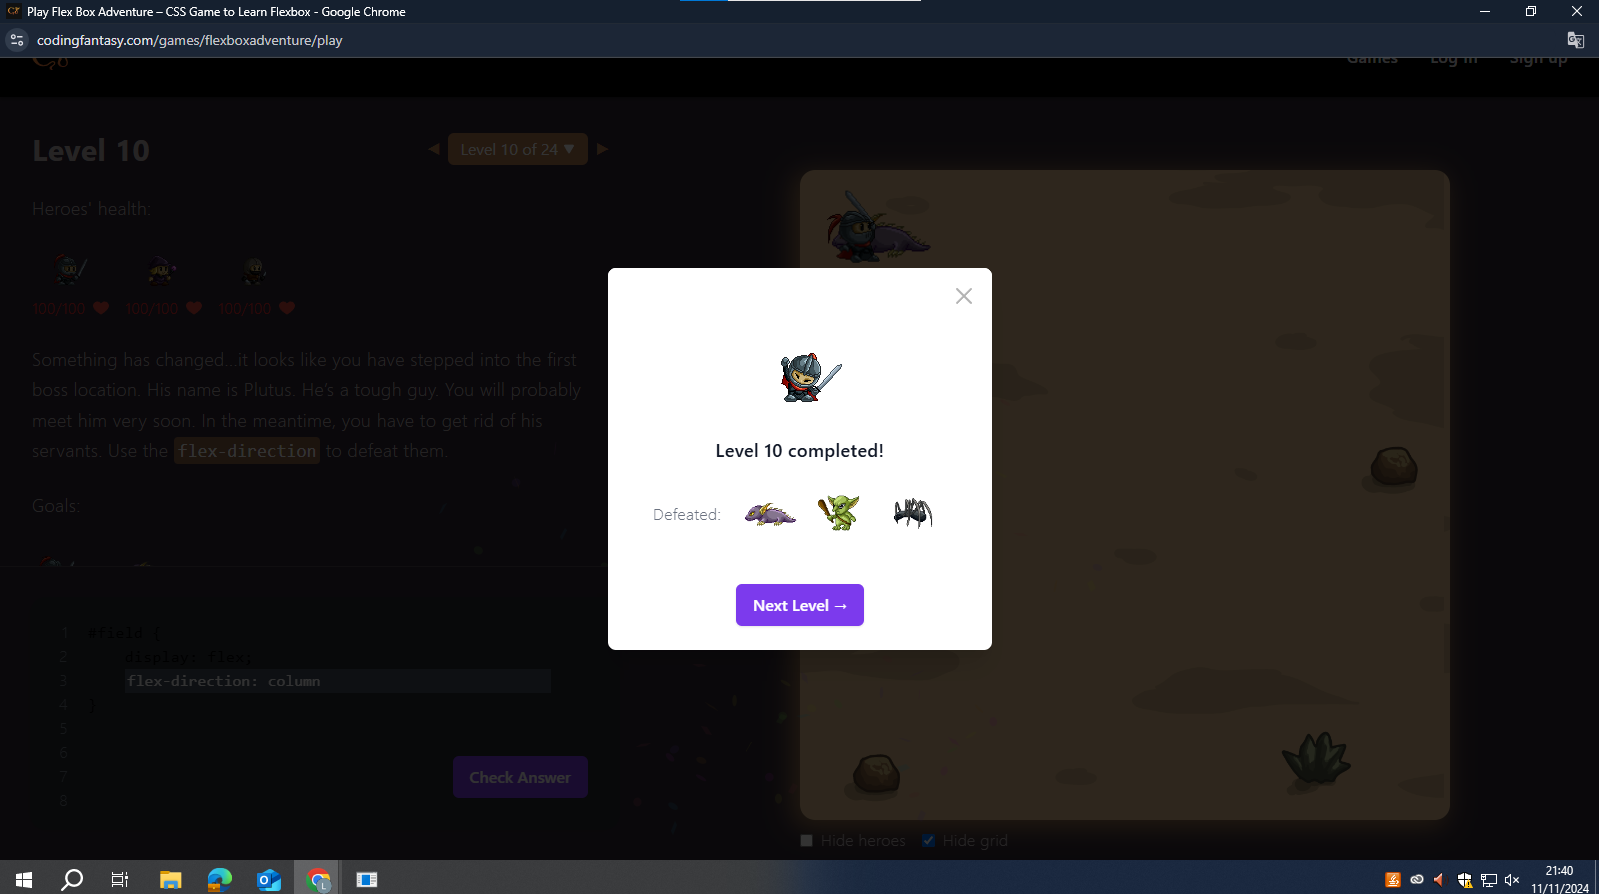 Play Flex Box Adventure – CSS Game to Learn Flexbox - Google Chrome
codingfantasy.com/games/flexboxadventure/play
Games Log in Sign up
Level 10
◀ Level 10 of 24 ▼ ▶
Heroes' health:
100/100 100/100 100/100
Something has changed...it looks like you have stepped into the first
boss location. His name is Plutus. He's a tough guy. You will probably
meet him very soon. In the meantime, you have to get rid of his
servants. Use the flex-direction to defeat them.
Goals:
1 #field {
2 display: flex;
3 flex-direction: column
4 }
5
6
7
8
Check Answer
Level 10 completed!
Defeated:
Next Level →
Hide heroes Hide grid
21:40
11/11/2024